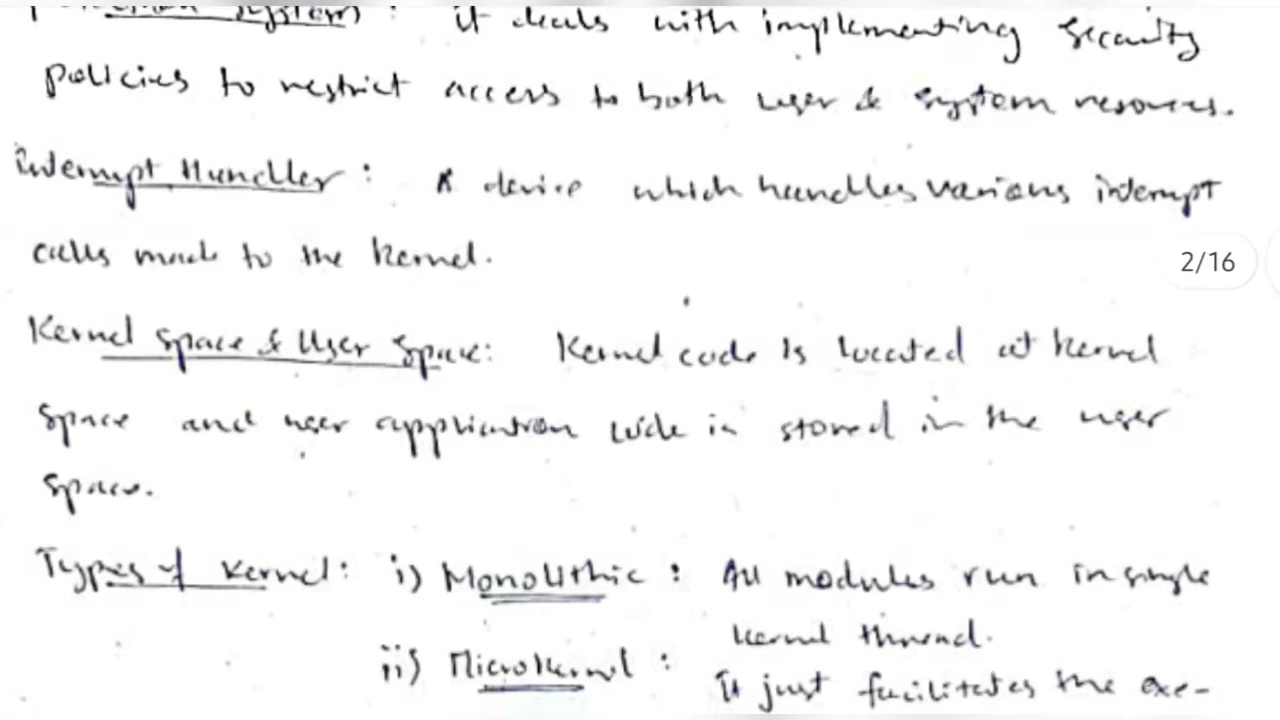 System: it deals with implementing Security
policies to restrict access to both user & system resources.
Interrupt Handler: A device which handles various interrupt
calls made to the kernel.
2/16
Kernel Space & User Space: Kernel code is located at kernel
space and user application code is stored in the user
space.
Types of Kernel: i) Monolithic: All modules run in single
kernel thread.
ii) MicroKernel: It just facilitates the exe-